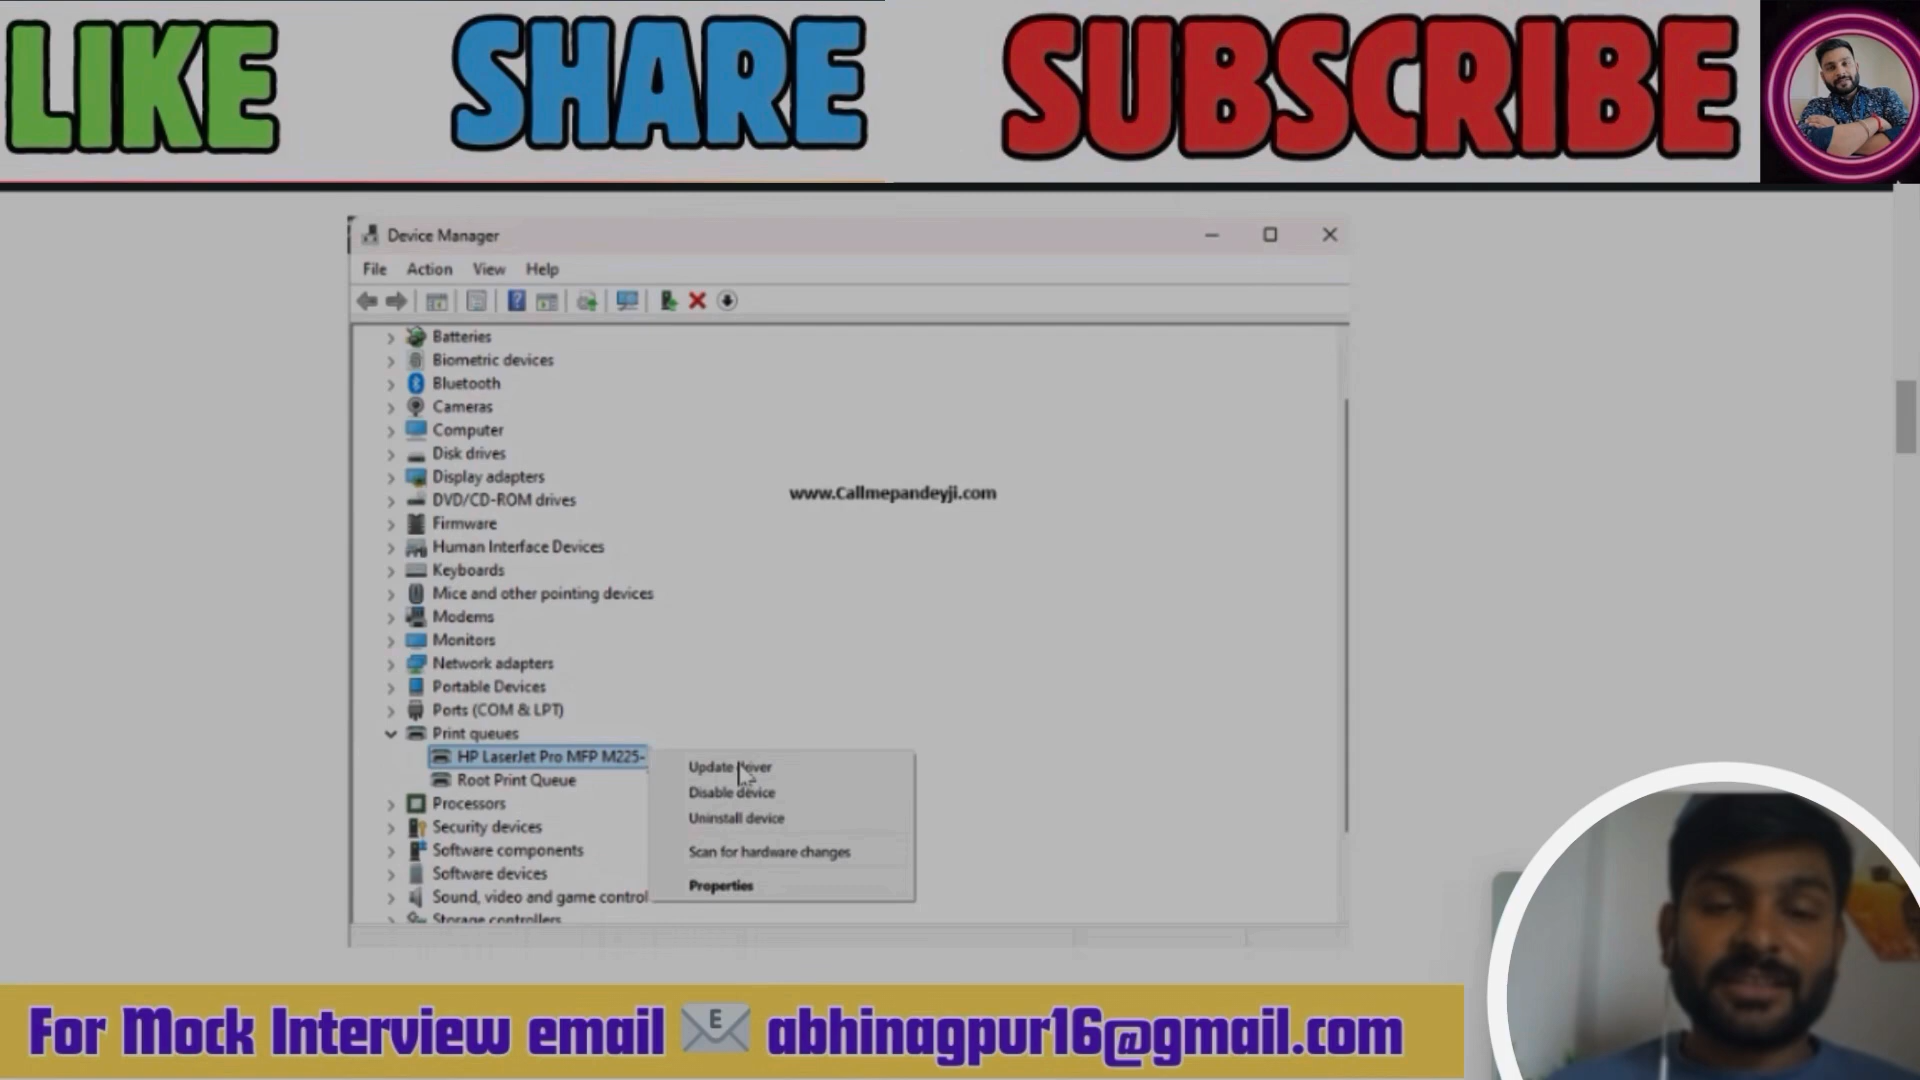 LIKE SHARE SUBSCRIBE
Device Manager
File Action View Help
Batteries
Biometric devices
Bluetooth
Cameras
Computer
Disk drives
Display adapters
www.Callmepandeyji.com
DVD/CD-ROM drives
Firmware
Human Interface Devices
Keyboards
Mice and other pointing devices
Modems
Monitors
Network adapters
Portable Devices
Ports (COM & LPT)
Print queues
HP LaserJet Pro MFP M225-
Root Print Queue
Processors
Security devices
Software components
Software devices
Sound, video and game control
Storage controllers
Update driver
Disable device
Uninstall device
Scan for hardware changes
Properties
For Mock Interview email E abhinagpur16@gmail.com